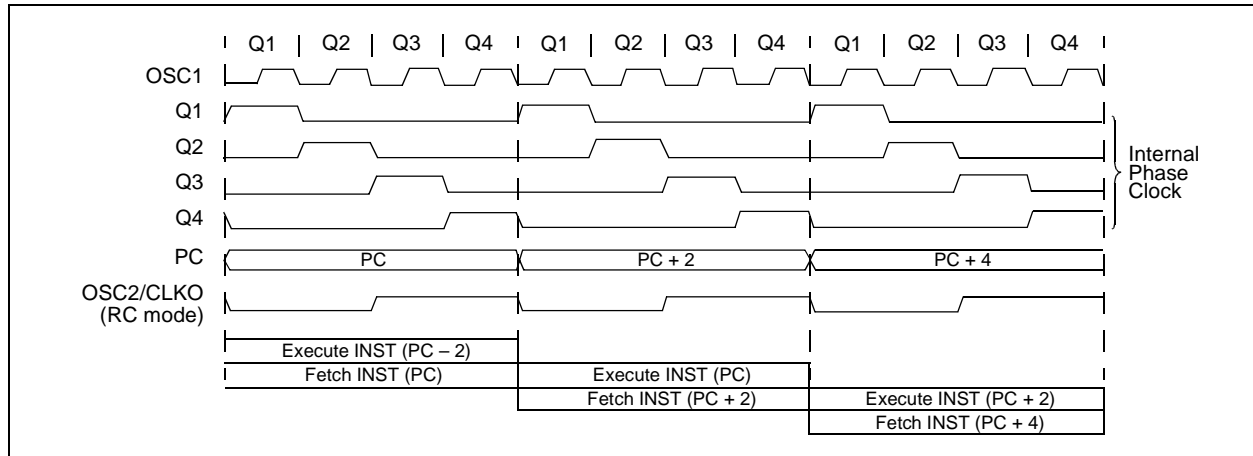 Q1 Q2 Q3 Q4 Q1 Q2 Q3 Q4 Q1 Q2 Q3 Q4
OSC1
Q1
Q2
Q3
Q4
Internal
Phase
Clock
PC PC PC + 2 PC + 4
OSC2/CLKO
(RC mode)
Execute INST (PC – 2)
Fetch INST (PC) Execute INST (PC)
Fetch INST (PC + 2) Execute INST (PC + 2)
Fetch INST (PC + 4)